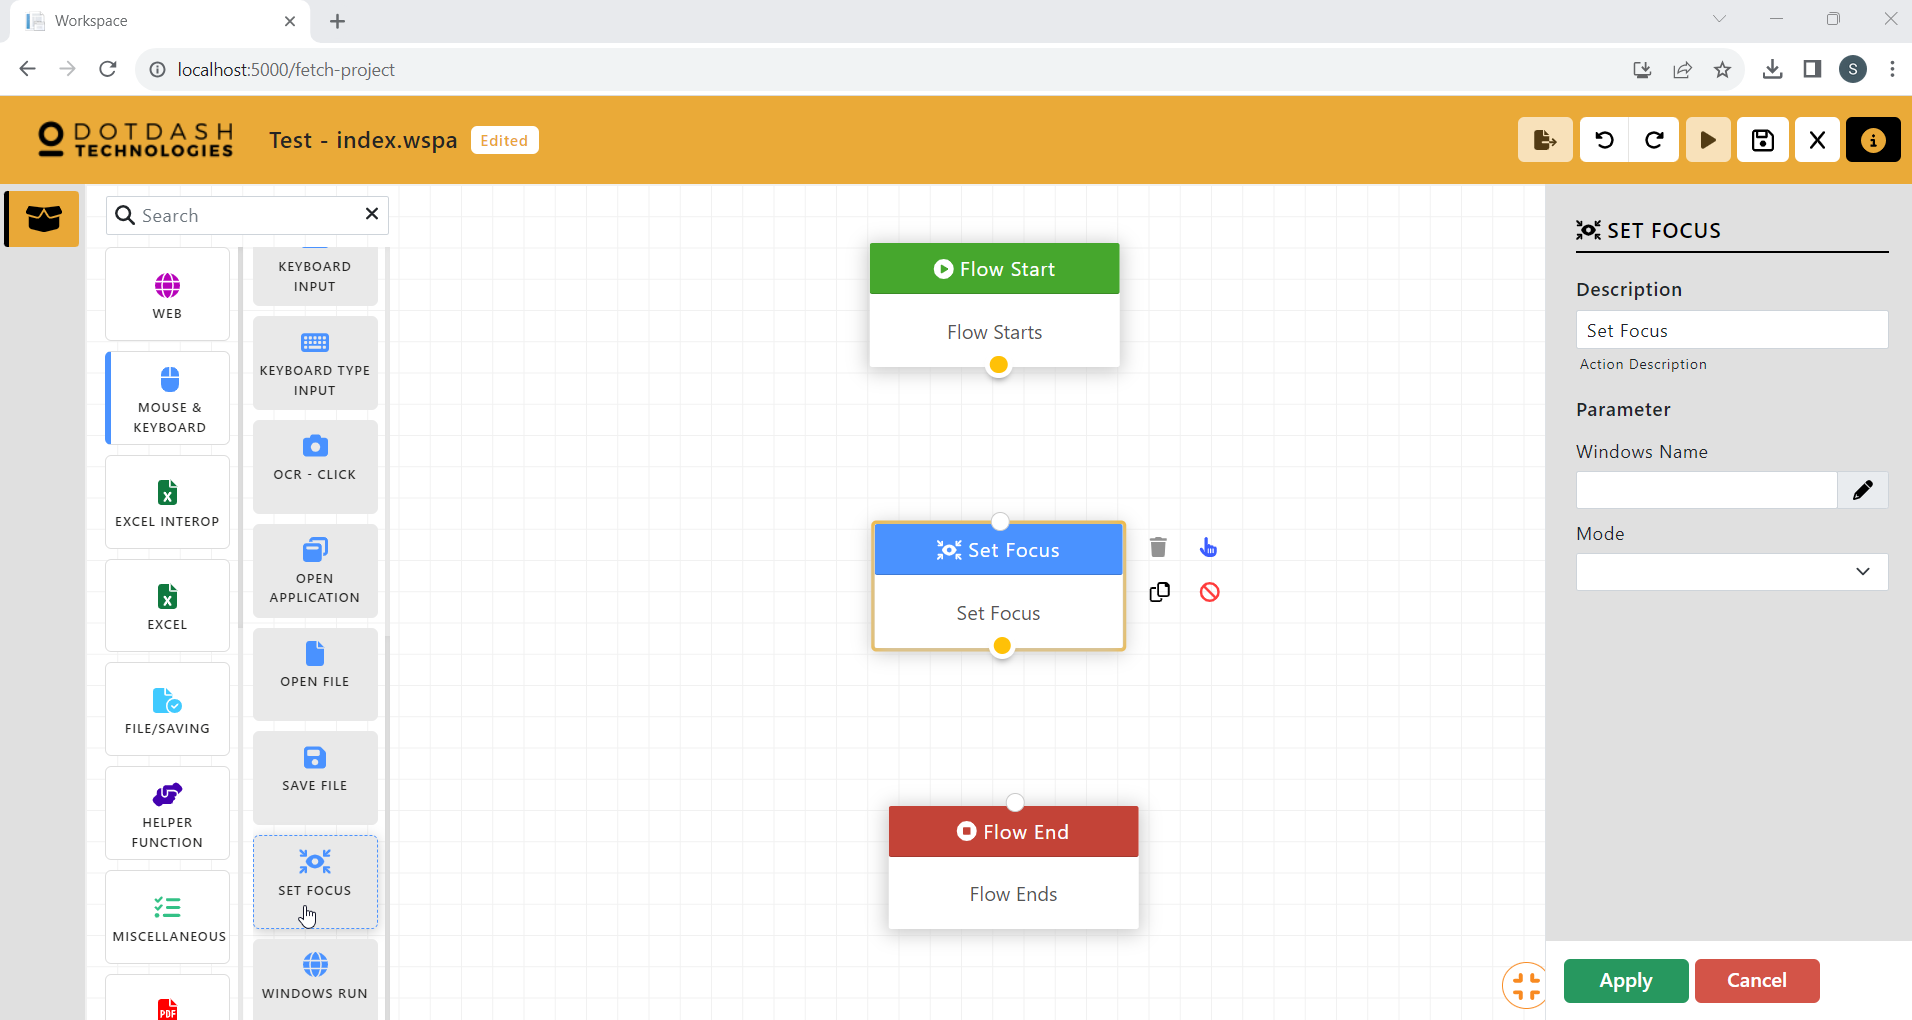 Workspace
localhost:5000/fetch-project
S
DOTDASH
TECHNOLOGIES
Test - index.wspa
Edited
Search
WEB
MOUSE &
KEYBOARD
EXCEL INTEROP
EXCEL
FILE/SAVING
HELPER
FUNCTION
MISCELLANEOUS
PDF
KEYBOARD
INPUT
KEYBOARD TYPE
INPUT
OCR - CLICK
OPEN
APPLICATION
OPEN FILE
SAVE FILE
SET FOCUS
WINDOWS RUN
Flow Start
Flow Starts
Set Focus
Set Focus
Flow End
Flow Ends
SET FOCUS
Description
Set Focus
Action Description
Parameter
Windows Name
Mode
Apply
Cancel